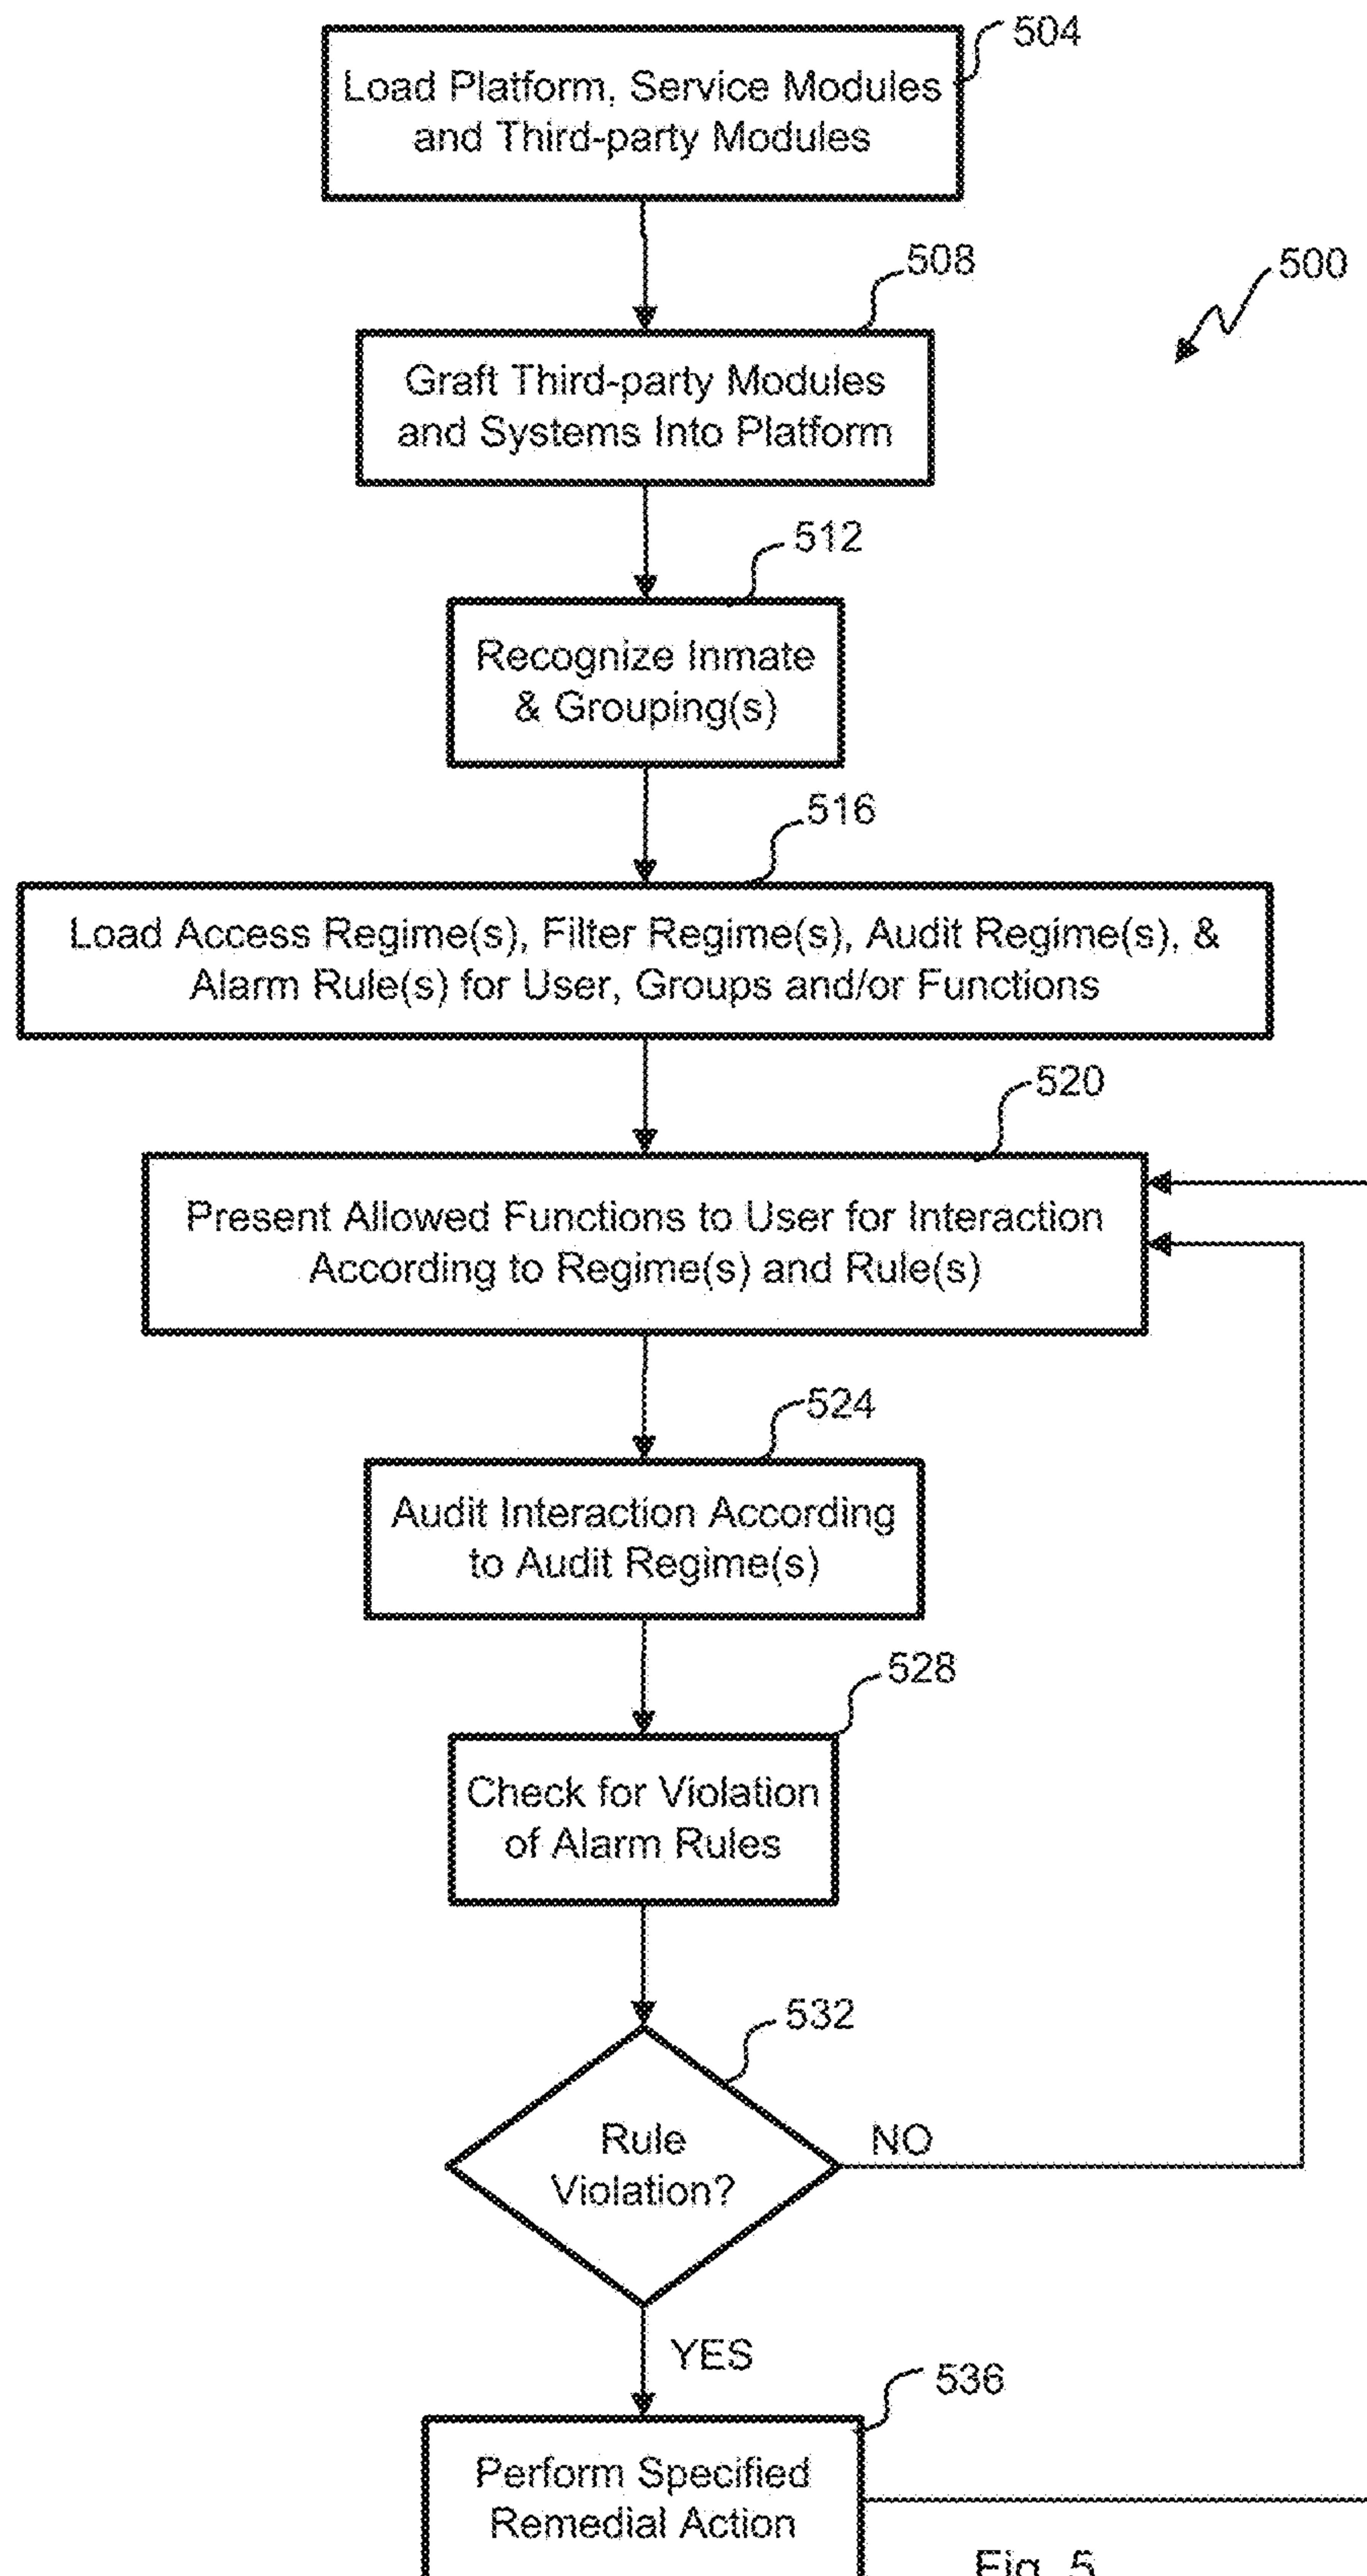 504
Load Platform, Service Modules
and Third-party Modules
508
500
Graft Third-party Modules
and Systems Into Platform
512
Recognize Inmate
& Grouping(s)
516
Load Access Regime(s), Filter Regime(s), Audit Regime(s), &
Alarm Rule(s) for User, Groups and/or Functions
520
Present Allowed Functions to User for Interaction
According to Regime(s) and Rule(s)
524
Audit Interaction According
to Audit Regime(s)
528
Check for Violation
of Alarm Rules
532
Rule
Violation?
NO
YES
536
Perform Specified
Remedial Action
Fig. 5